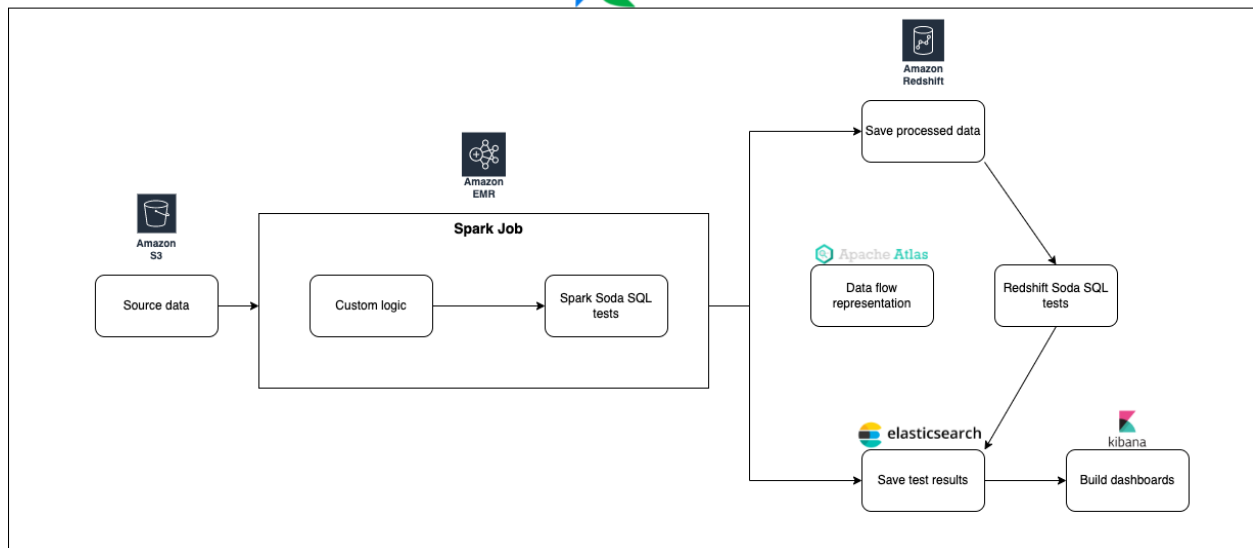 Amazon
Redshift
Save processed data
Amazon
EMR
Amazon
S3
Spark Job
Source data
Custom logic
Spark Soda SQL
tests
Apache Atlas
Data flow
representation
Redshift Soda SQL
tests
elasticsearch
Save test results
kibana
Build dashboards